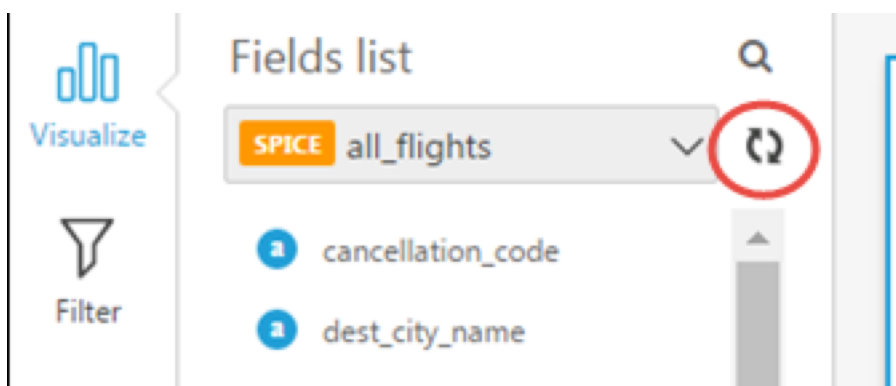 Fields list
Visualize
SPICE all_flights
Filter
a cancellation_code
a dest_city_name